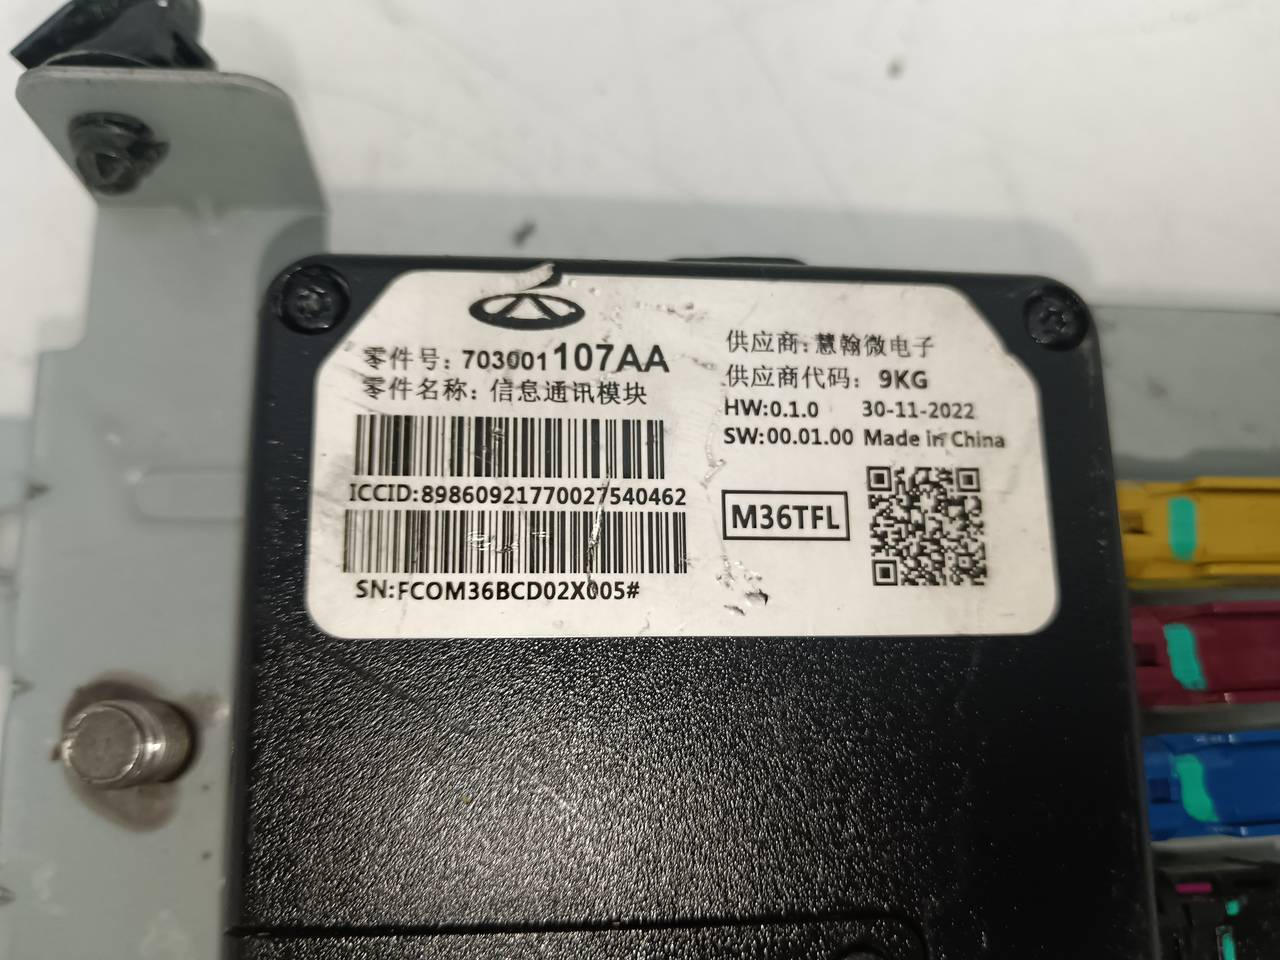 零件号: 703001107AA
零件名称: 信息通讯模块
ICCID:89860921770027540462
SN:FCOM36BCD02X005#
供应商: 慧翰微电子
供应商代码: 9KG
HW:0.1.0 30-11-2022
SW:00.01.00 Made in China
M36TFL